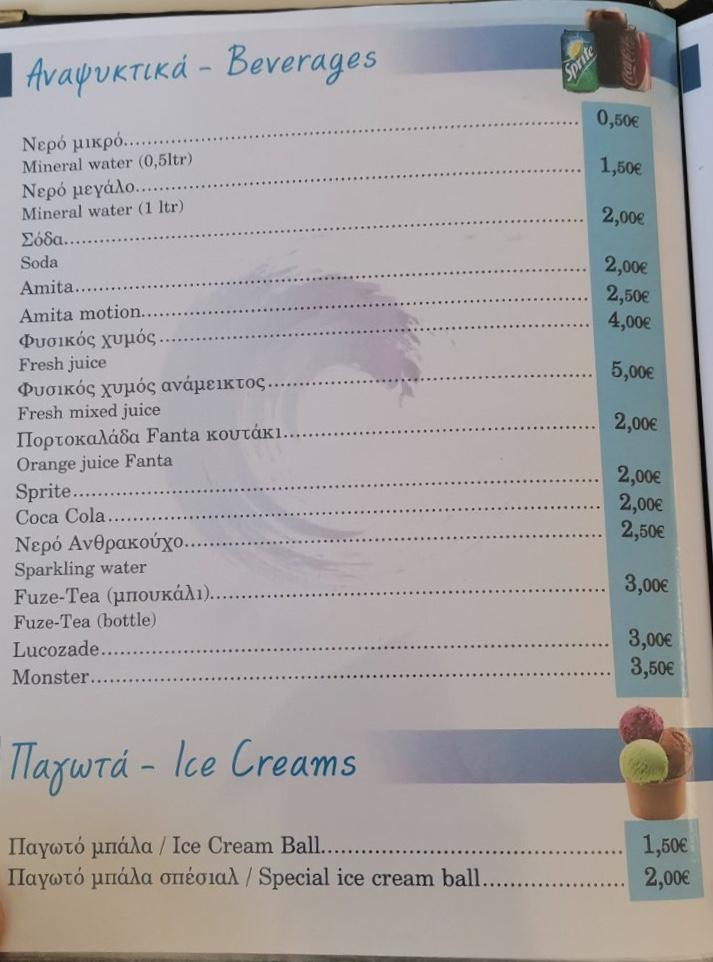 Αναψυκτικά - Beverages
Sprite
Coca-Cola
Νερό μικρό........ 0,50€
Mineral water (0,5ltr)
Νερό μεγάλο........ 1,50€
Mineral water (1 ltr)
Σόδα........ 2,00€
Soda
Amita........ 2,00€
Amita motion........ 2,50€
Φυσικός χυμός........ 4,00€
Fresh juice
Φυσικός χυμός ανάμεικτος........ 5,00€
Fresh mixed juice
Πορτοκαλάδα Fanta κουτάκι........ 2,00€
Orange juice Fanta
Sprite........ 2,00€
Coca Cola........ 2,00€
Νερό Ανθρακούχο........ 2,50€
Sparkling water
Fuze-Tea (μπουκάλι)........ 3,00€
Fuze-Tea (bottle)
Lucozade........ 3,00€
Monster........ 3,50€
Παγωτά - Ice Creams
Παγωτό μπάλα / Ice Cream Ball........ 1,50€
Παγωτό μπάλα σπέσιαλ / Special ice cream ball........ 2,00€